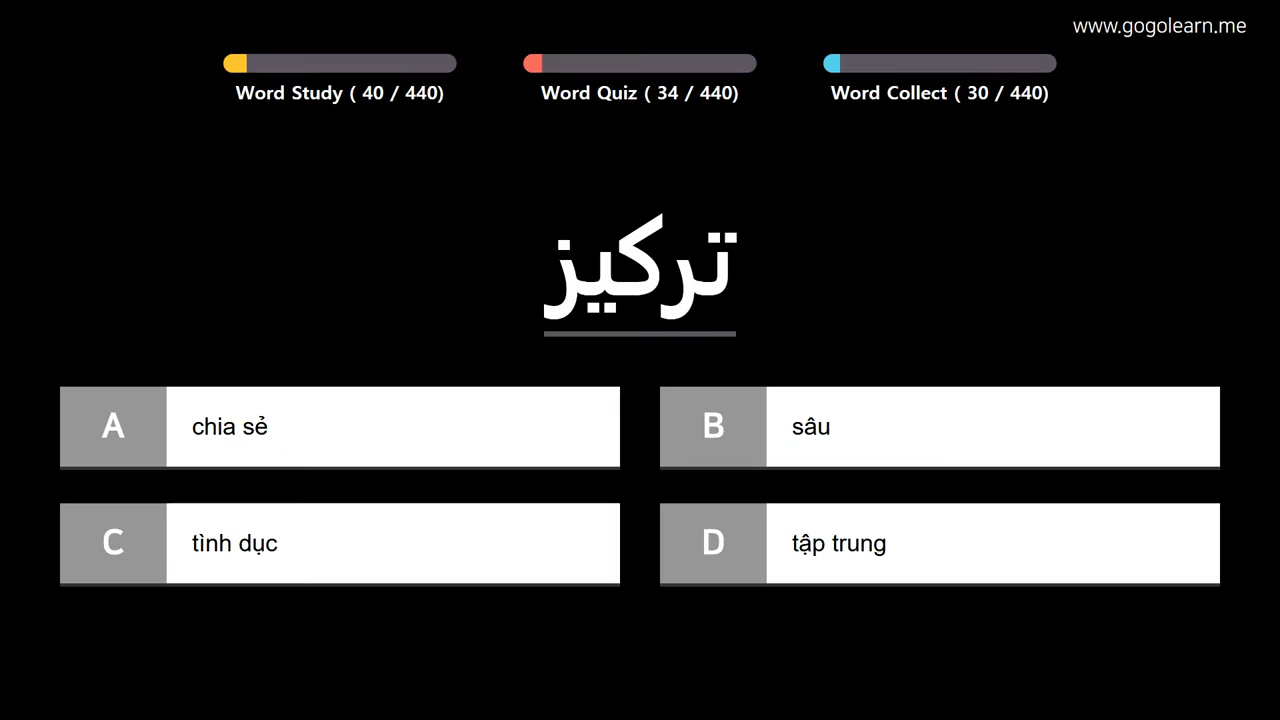 www.gogolearn.me
Word Study ( 40 / 440)
Word Quiz ( 34 / 440)
Word Collect ( 30 / 440)
تركيز
A
chia sẻ
B
sâu
C
tình dục
D
tập trung